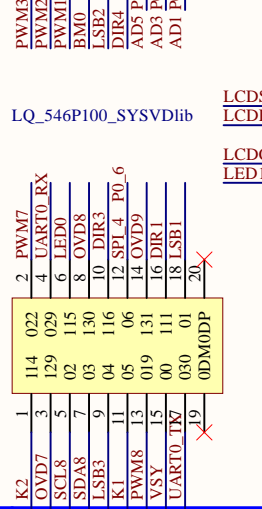 PWM3
PWM2
PWM1
BM0
LSB2
DIR4
AD5 P
AD3 P
AD1 P
LQ_546P100_SYSVDlib
LCDS
LCDI
LCDC
LED1
2 PWM7
4 UART0_RX
6 LED0
8 OVD8
10 DIR3
12 SPI_4 P0_6
14 OVD9
16 DIR1
18 LSB1
20
022
029
115
130
116
06
131
111
01
0DM0DP
114
129
02
03
04
05
019
00
030
1 K2
3 OVD7
5 SCL8
7 SDA8
9 LSB3
11 K1
13 PWM8
15 VSY
17 UART0_TX
19